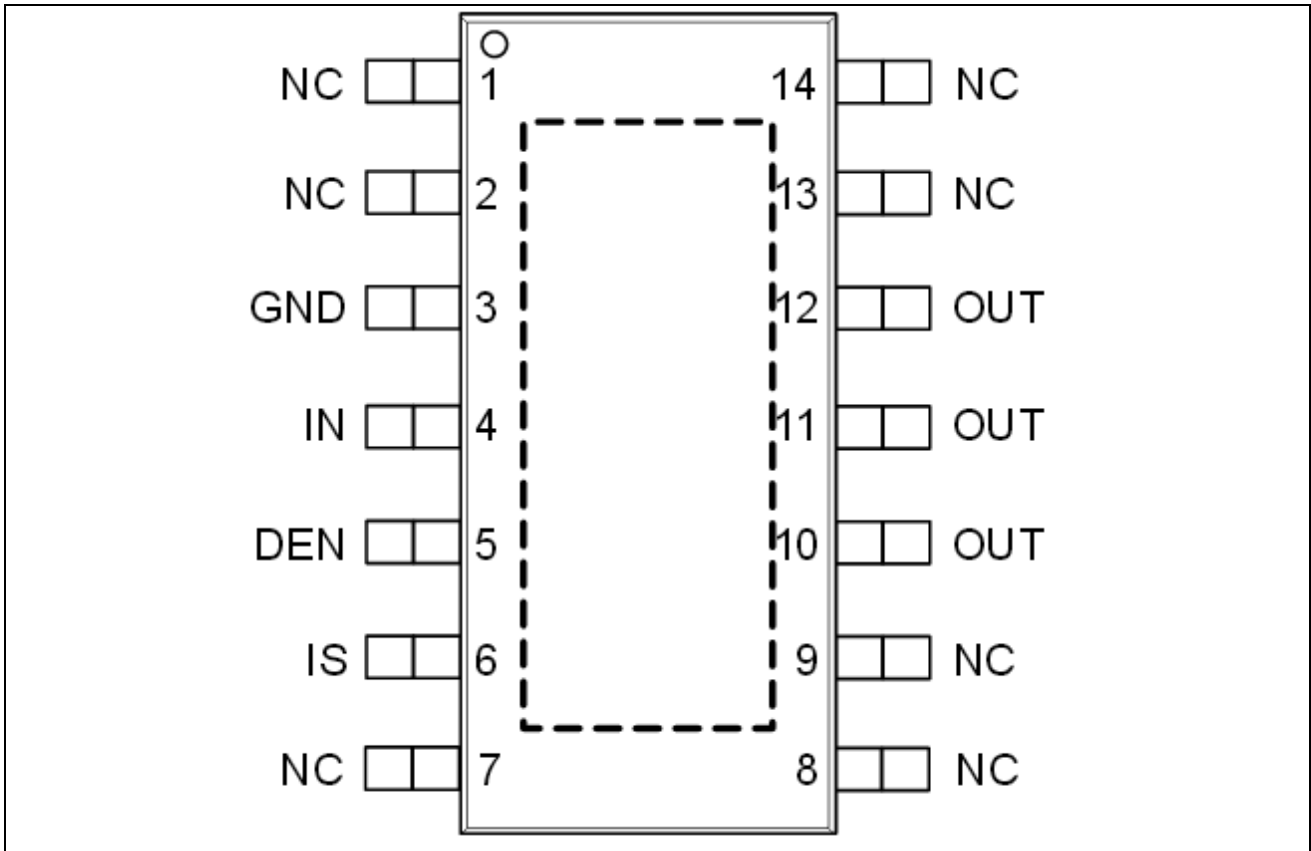 NC 1 14 NC
NC 2 13 NC
GND 3 12 OUT
IN 4 11 OUT
DEN 5 10 OUT
IS 6 9 NC
NC 7 8 NC